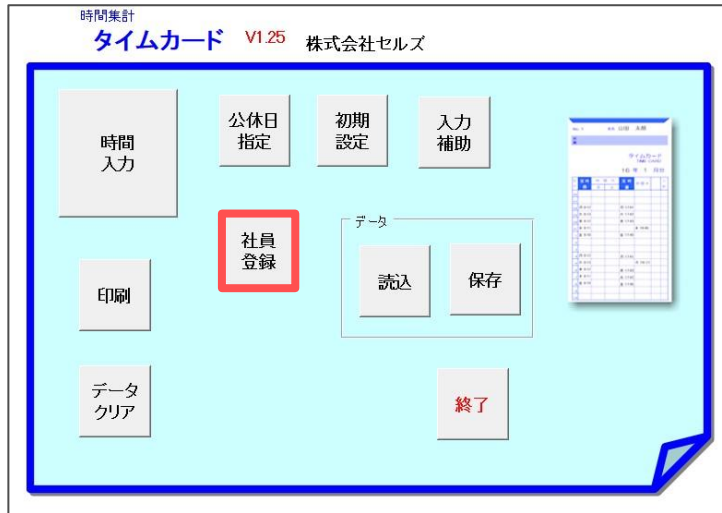 時間集計
タイムカード V1.25 株式会社セルズ
時間
入力
公休日
指定
初期
設定
入力
補助
社員
登録
データ
読込
保存
印刷
データ
クリア
終了
タイムカード